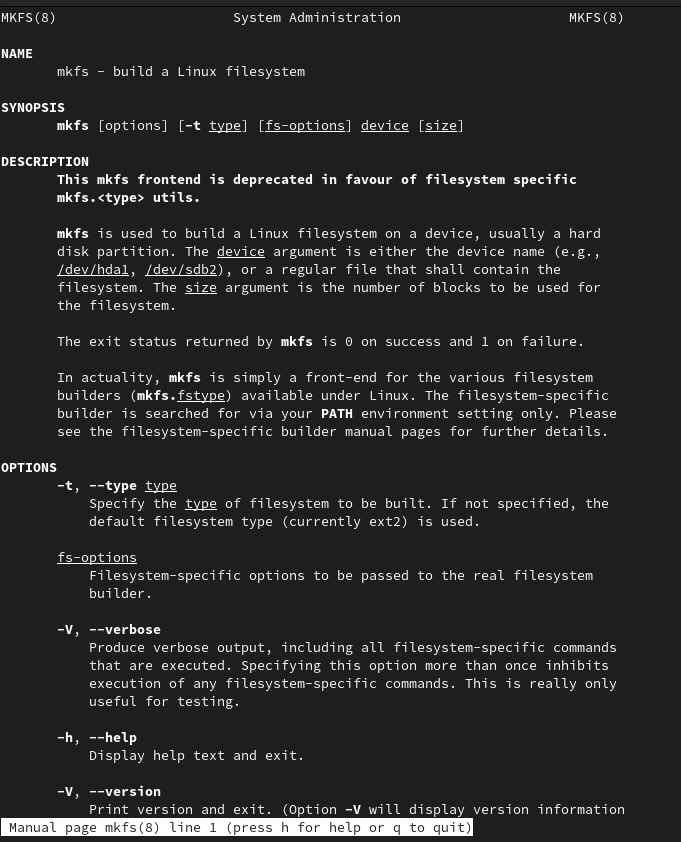 MKFS(8) System Administration MKFS(8)
NAME
mkfs - build a Linux filesystem
SYNOPSIS
mkfs [options] [-t type] [fs-options] device [size]
DESCRIPTION
This mkfs frontend is deprecated in favour of filesystem specific
mkfs.<type> utils.
mkfs is used to build a Linux filesystem on a device, usually a hard
disk partition. The device argument is either the device name (e.g.,
/dev/hda1, /dev/sdb2), or a regular file that shall contain the
filesystem. The size argument is the number of blocks to be used for
the filesystem.
The exit status returned by mkfs is 0 on success and 1 on failure.
In actuality, mkfs is simply a front-end for the various filesystem
builders (mkfs.fstype) available under Linux. The filesystem-specific
builder is searched for via your PATH environment setting only. Please
see the filesystem-specific builder manual pages for further details.
OPTIONS
-t, --type type
Specify the type of filesystem to be built. If not specified, the
default filesystem type (currently ext2) is used.
fs-options
Filesystem-specific options to be passed to the real filesystem
builder.
-V, --verbose
Produce verbose output, including all filesystem-specific commands
that are executed. Specifying this option more than once inhibits
execution of any filesystem-specific commands. This is really only
useful for testing.
-h, --help
Display help text and exit.
-V, --version
Print version and exit. (Option -V will display version information
Manual page mkfs(8) line 1 (press h for help or q to quit)